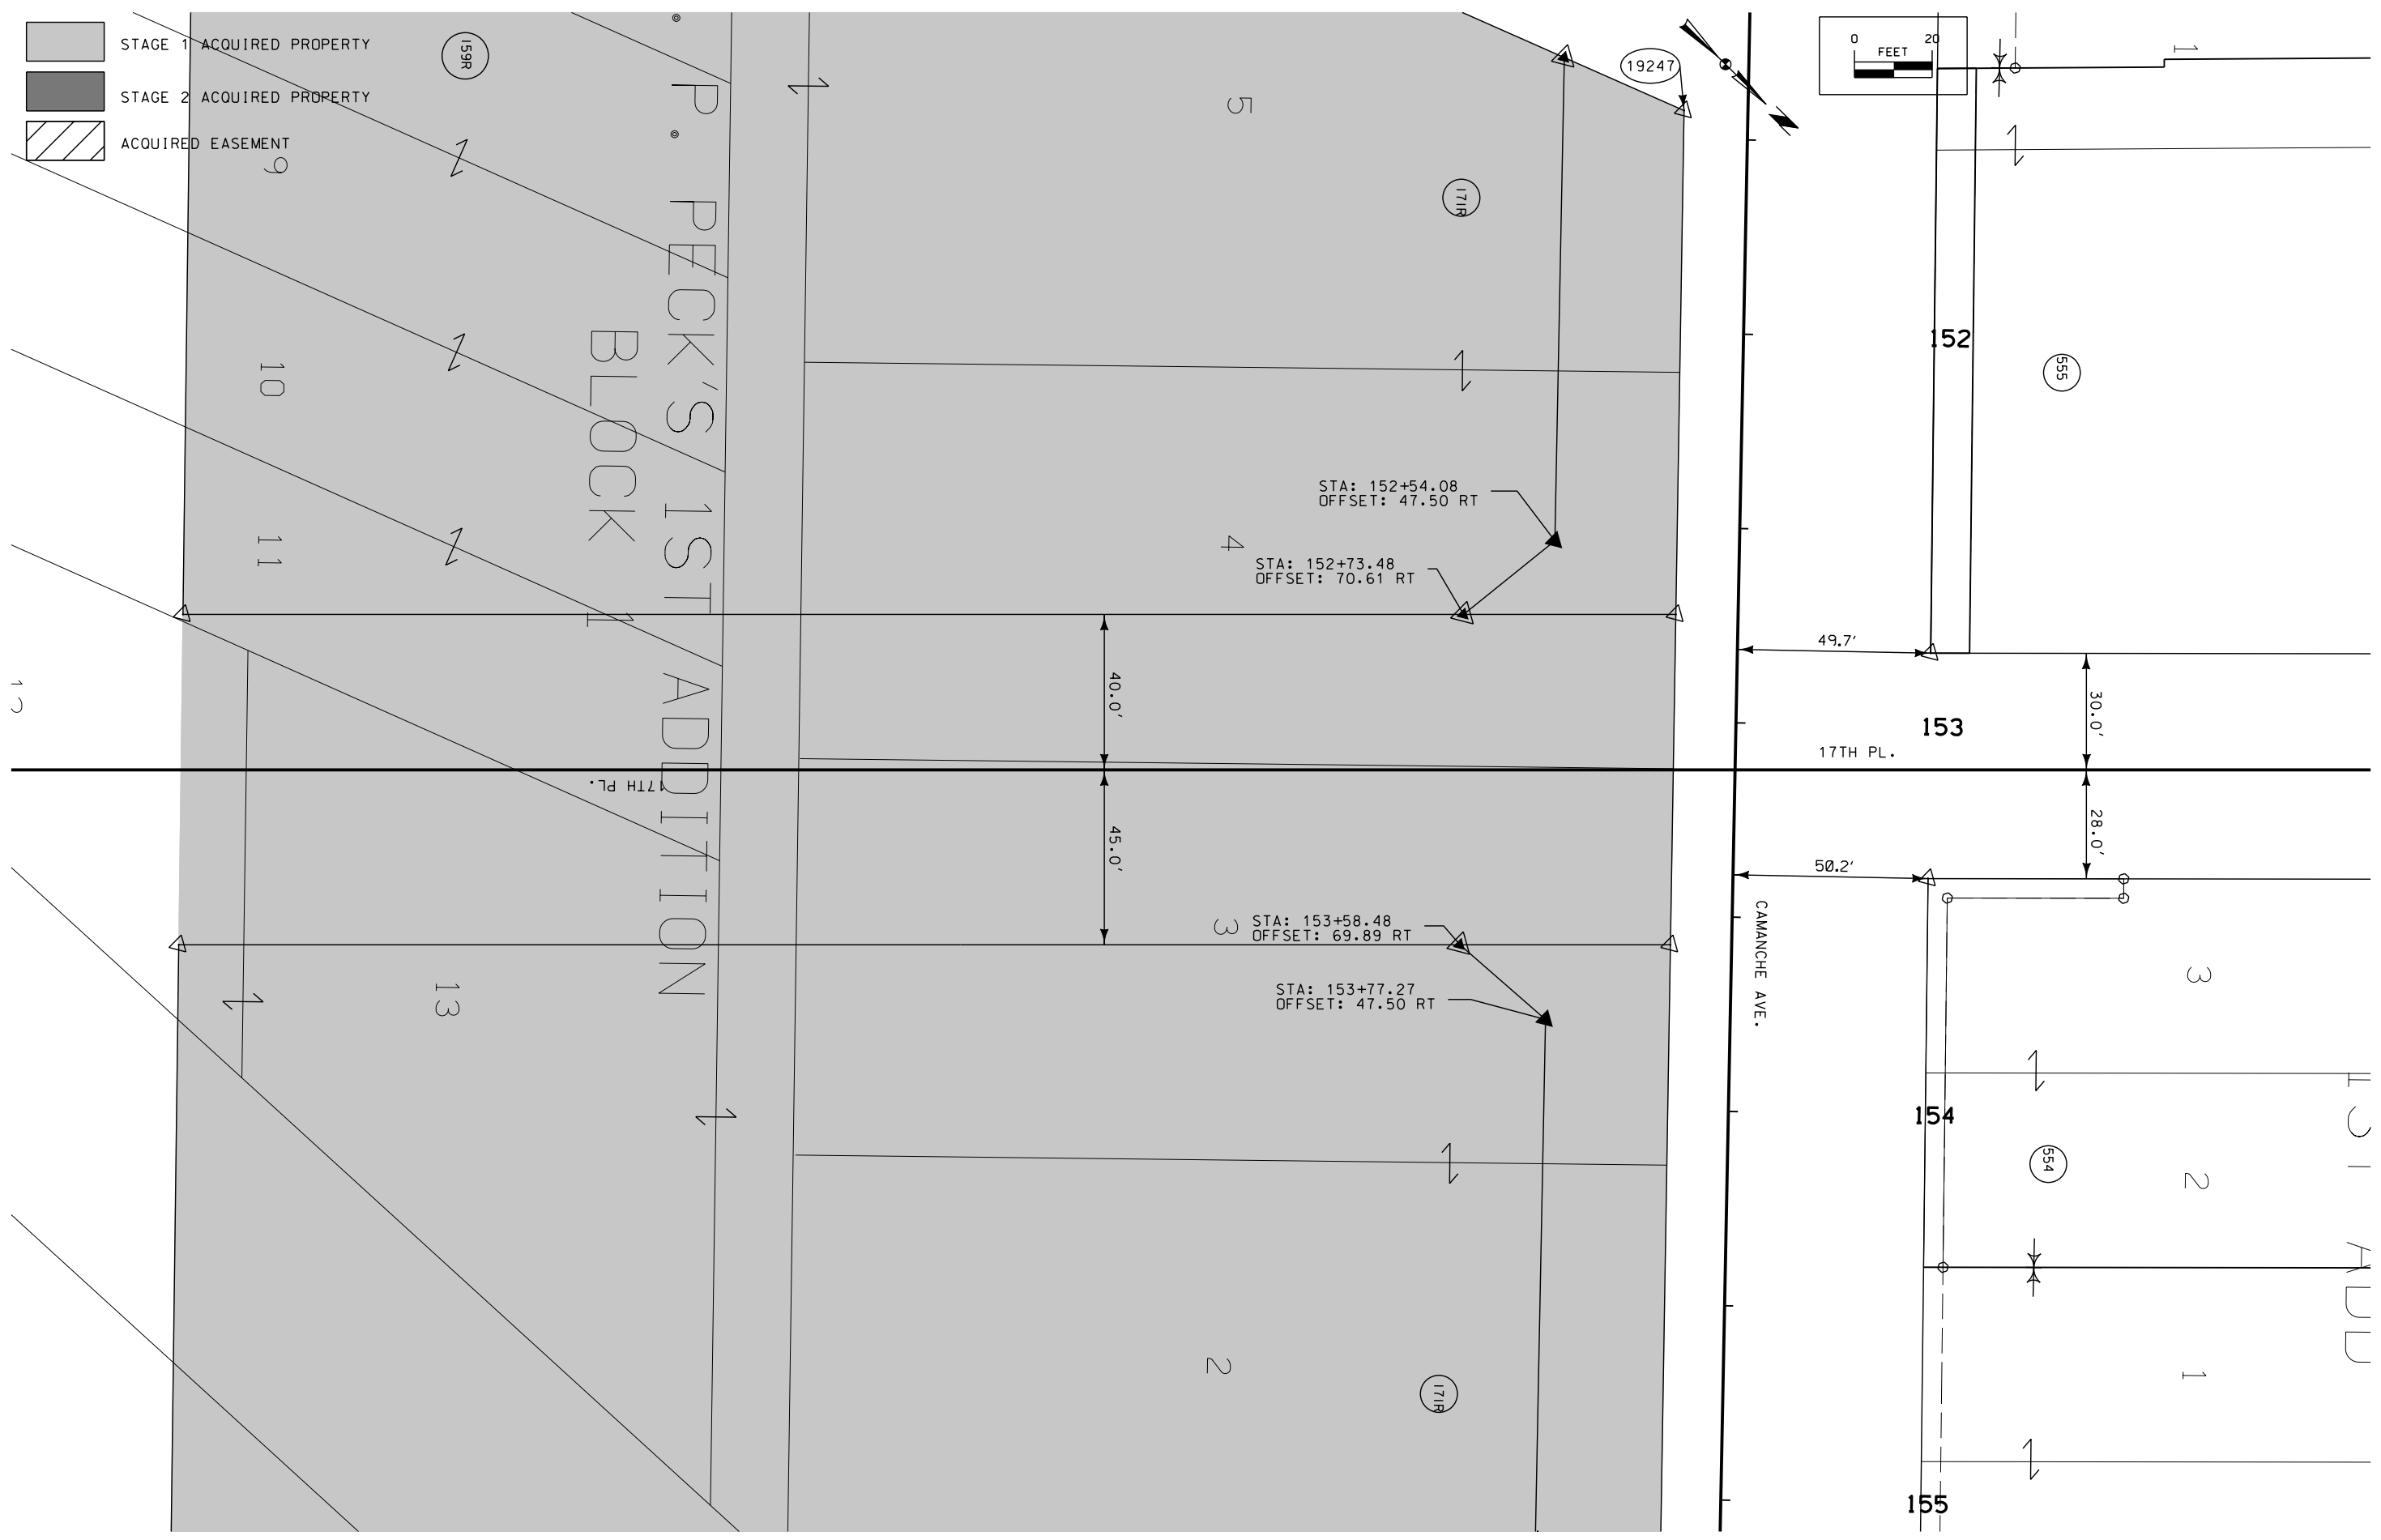 STAGE 1 ACQUIRED PROPERTY
STAGE 2 ACQUIRED PROPERTY
ACQUIRED EASEMENT
159R
9
10
11
13
P. PECK'S 1ST ADDITION
BLOCK
1
5
171R
19247
0 20
FEET
1
152
555
STA: 152+54.08
OFFSET: 47.50 RT
4
STA: 152+73.48
OFFSET: 70.61 RT
49.7'
40.0'
30.0'
153
17TH PL.
17TH PL.
45.0'
28.0'
50.2'
CAMANCHE AVE.
3
STA: 153+58.48
OFFSET: 69.89 RT
STA: 153+77.27
OFFSET: 47.50 RT
3
154
554
2
1ST ADD
2
171R
1
155